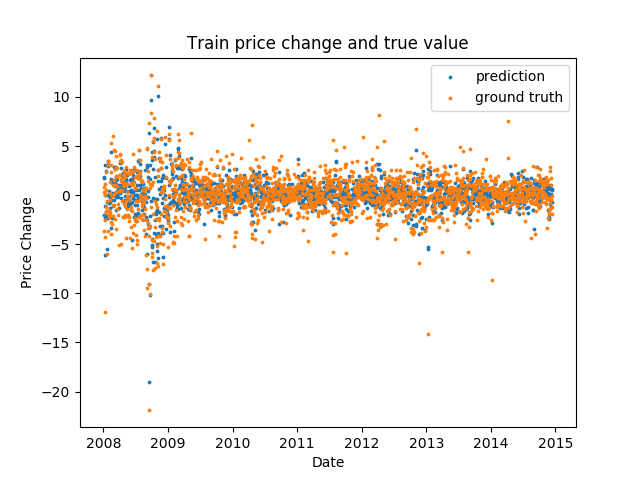 Train price change and true value
prediction
ground truth
10
5
0
−5
−10
−15
−20
Price Change
2008 2009 2010 2011 2012 2013 2014 2015
Date